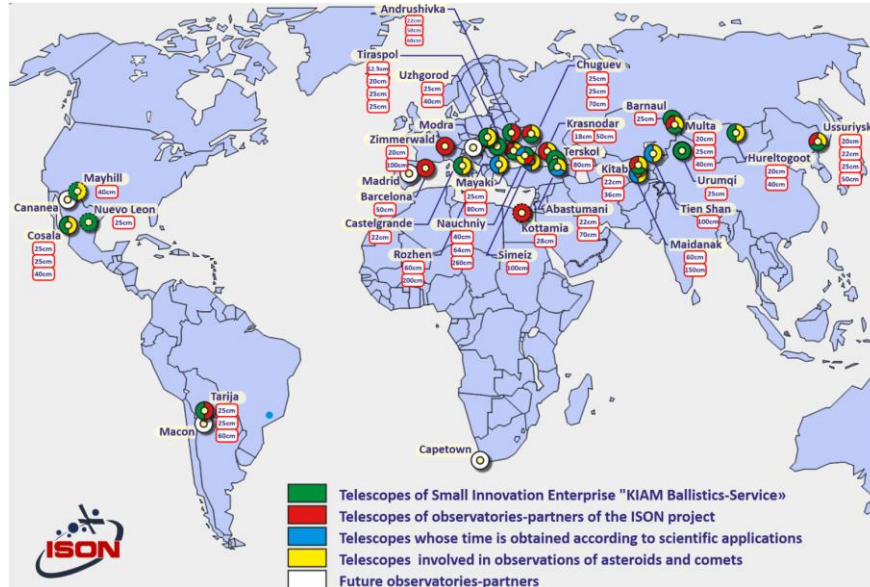 Andrushivka
22cm
50cm
60cm
Tiraspol
12.5cm
20cm
25cm
25cm
Uzhgorod
25cm
40cm
Chuguev
25cm
25cm
70cm
Modra
Zimmerwald
20cm
100cm
Madrid
Barcelona
50cm
Castelgrande
22cm
Rozhen
60cm
200cm
Mayaki
25cm
80cm
Nauchniy
40cm
64cm
260cm
Simeiz
100cm
Krasnodar
18cm 50cm
Terskol
80cm
Kottamia
28cm
Abastumani
22cm
70cm
Kitab
22cm
36cm
Barnaul
25cm
Multa
20cm
25cm
40cm
Urumqi
25cm
Tien Shan
100cm
Maidanak
60cm
150cm
Hureltogoot
20cm
40cm
Ussuriysk
20cm
22cm
25cm
50cm
Mayhill
40cm
Cananea
Nuevo Leon
25cm
Cosala
25cm
25cm
40cm
Tarija
25cm
25cm
60cm
Macon
Capetown
Telescopes of Small Innovation Enterprise "KIAM Ballistics-Service»
Telescopes of observatories-partners of the ISON project
Telescopes whose time is obtained according to scientific applications
Telescopes involved in observations of asteroids and comets
Future observatories-partners
ISON